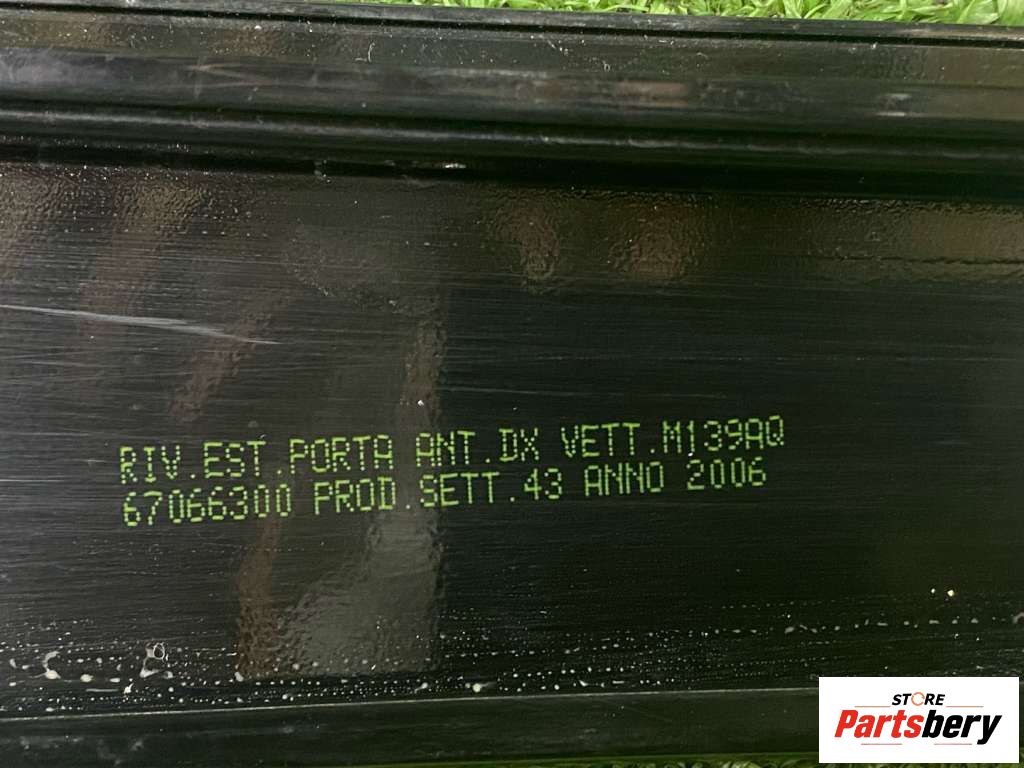 RIV.EST.PORTA ANT.DX VETT.M139AQ
67066300 PROD.SETT.43 ANNO 2006
STORE
Partsbery